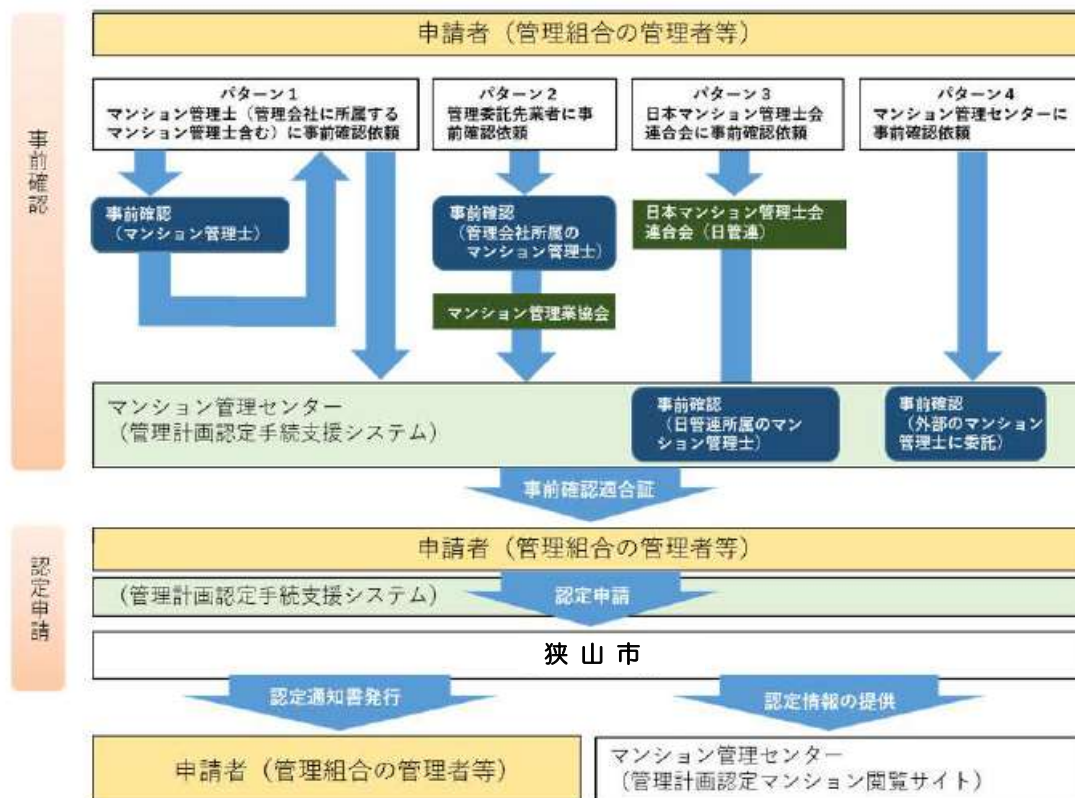 事前確認
申請者（管理組合の管理者等）
パターン１
マンション管理士（管理会社に所属する
マンション管理士含む）に事前確認依頼
パターン２
管理委託先業者に事
前確認依頼
パターン３
日本マンション管理士会
連合会に事前確認依頼
パターン４
マンション管理センターに
事前確認依頼
事前確認
（マンション管理士）
事前確認
（管理会社所属の
マンション管理士）
日本マンション管理士会
連合会（日管連）
マンション管理業協会
マンション管理センター
（管理計画認定手続支援システム）
事前確認
（日管連所属のマン
ション管理士）
事前確認
（外部のマンション
管理士に委託）
事前確認適合証
認定申請
申請者（管理組合の管理者等）
（管理計画認定手続支援システム）
認定申請
狭山市
認定通知書発行
認定情報の提供
申請者（管理組合の管理者等）
マンション管理センター
（管理計画認定マンション閲覧サイト）